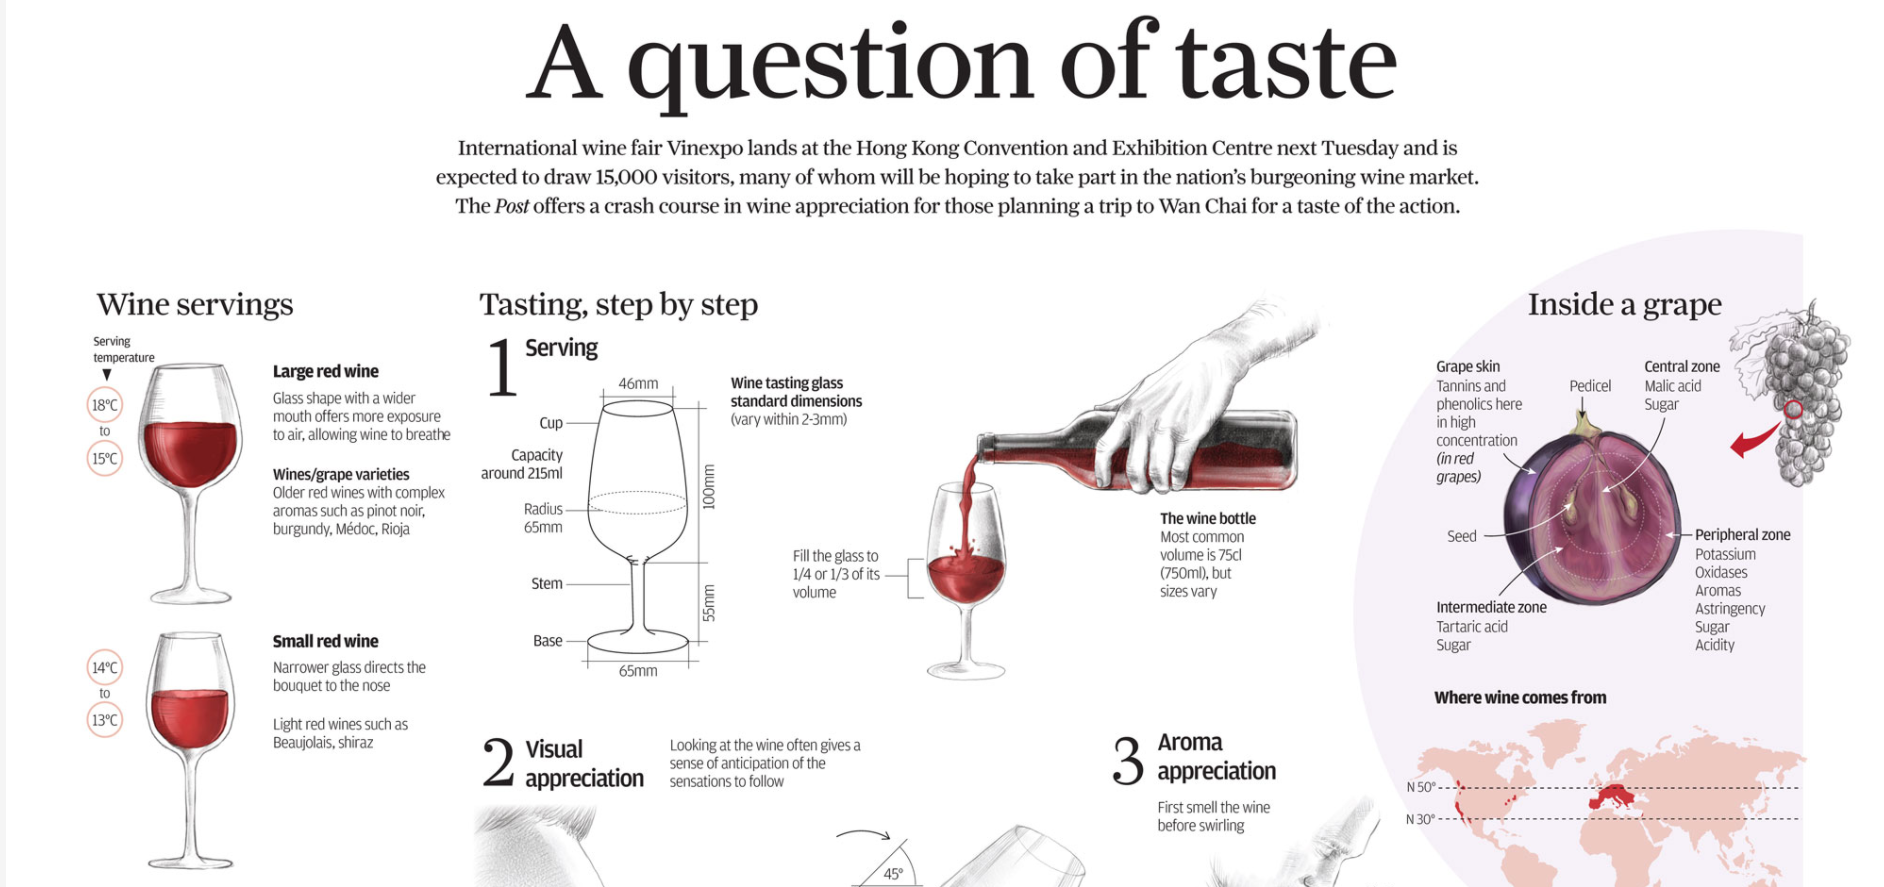 A question of taste
International wine fair Vinexpo lands at the Hong Kong Convention and Exhibition Centre next Tuesday and is
expected to draw 15,000 visitors, many of whom will be hoping to take part in the nation's burgeoning wine market.
The Post offers a crash course in wine appreciation for those planning a trip to Wan Chai for a taste of the action.
Wine servings
Serving
temperature
18°C
to
15°C
Large red wine
Glass shape with a wider
mouth offers more exposure
to air, allowing wine to breathe
Wines/grape varieties
Older red wines with complex
aromas such as pinot noir,
burgundy, Médoc, Rioja
14°C
to
13°C
Small red wine
Narrower glass directs the
bouquet to the nose
Light red wines such as
Beaujolais, shiraz
Tasting, step by step
1 Serving
46mm
Cup
Capacity
around 215ml
Radius
65mm
Stem
Base
100mm
55mm
65mm
Wine tasting glass
standard dimensions
(vary within 2-3mm)
Fill the glass to
1/4 or 1/3 of its
volume
The wine bottle
Most common
volume is 75cl
(750ml), but
sizes vary
2 Visual
appreciation
Looking at the wine often gives a
sense of anticipation of the
sensations to follow
45°
3 Aroma
appreciation
First smell the wine
before swirling
Inside a grape
Grape skin
Tannins and
phenolics here
in high
concentration
(in red
grapes)
Pedicel
Central zone
Malic acid
Sugar
Seed
Intermediate zone
Tartaric acid
Sugar
Peripheral zone
Potassium
Oxidases
Aromas
Astringency
Sugar
Acidity
Where wine comes from
N 50°
N 30°